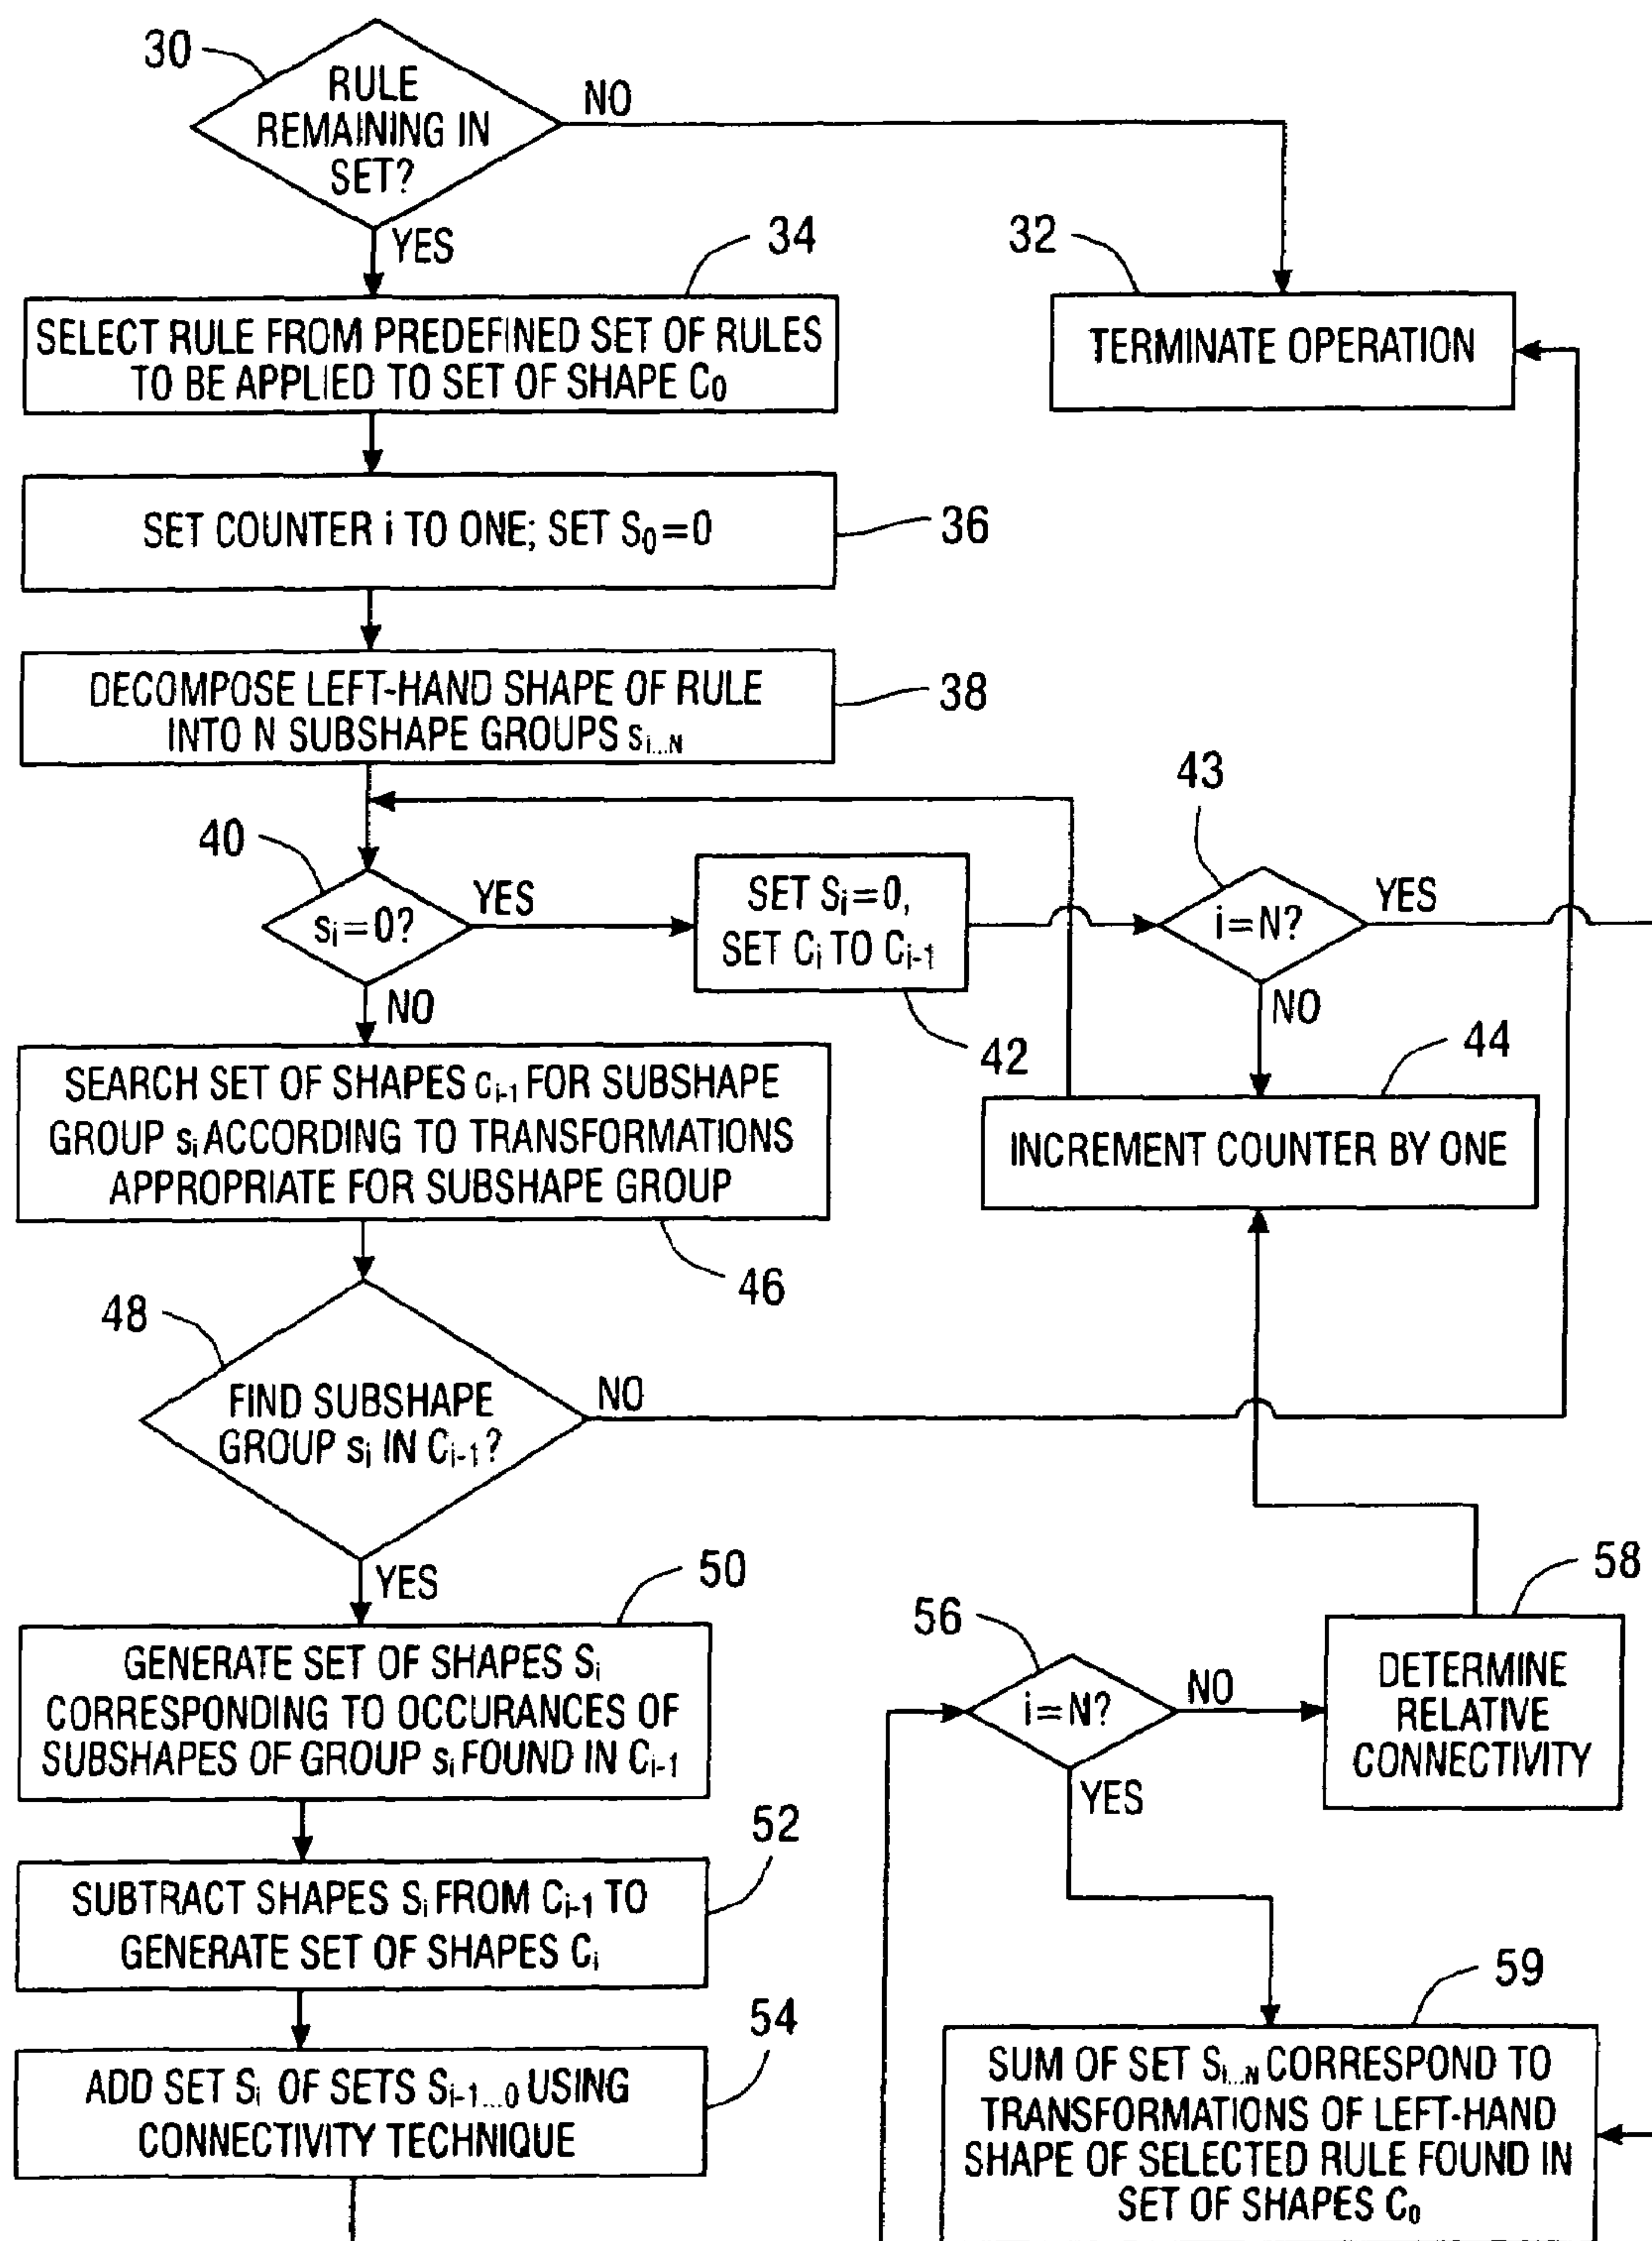 30
RULE
REMAINING IN
SET?
NO
YES
34
SELECT RULE FROM PREDEFINED SET OF RULES
TO BE APPLIED TO SET OF SHAPE C₀
32
TERMINATE OPERATION
SET COUNTER i TO ONE; SET S₀=0
36
DECOMPOSE LEFT-HAND SHAPE OF RULE
INTO N SUBSHAPE GROUPS sᵢ...N
38
40
sᵢ=0?
YES
NO
SET Sᵢ=0,
SET Cᵢ TO Cᵢ₋₁
42
43
i=N?
YES
NO
44
INCREMENT COUNTER BY ONE
SEARCH SET OF SHAPES Cᵢ₋₁ FOR SUBSHAPE
GROUP sᵢ ACCORDING TO TRANSFORMATIONS
APPROPRIATE FOR SUBSHAPE GROUP
46
48
FIND SUBSHAPE
GROUP sᵢ IN Cᵢ₋₁?
NO
YES
50
GENERATE SET OF SHAPES Sᵢ
CORRESPONDING TO OCCURANCES OF
SUBSHAPES OF GROUP sᵢ FOUND IN Cᵢ₋₁
52
SUBTRACT SHAPES Sᵢ FROM Cᵢ₋₁ TO
GENERATE SET OF SHAPES Cᵢ
54
ADD SET Sᵢ OF SETS Sᵢ₋₁...₀ USING
CONNECTIVITY TECHNIQUE
56
i=N?
NO
YES
58
DETERMINE
RELATIVE
CONNECTIVITY
59
SUM OF SET Sᵢ...N CORRESPOND TO
TRANSFORMATIONS OF LEFT-HAND
SHAPE OF SELECTED RULE FOUND IN
SET OF SHAPES C₀